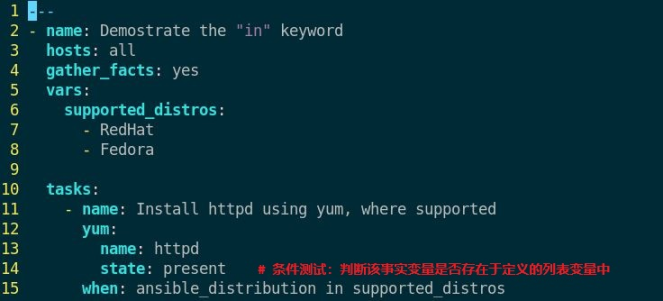 1 ---
2 - name: Demostrate the "in" keyword
3   hosts: all
4   gather_facts: yes
5   vars:
6     supported_distros:
7       - RedHat
8       - Fedora
9
10   tasks:
11     - name: Install httpd using yum, where supported
12       yum:
13         name: httpd
14         state: present    # 条件测试：判断该事实变量是否存在于定义的列表变量中
15       when: ansible_distribution in supported_distros